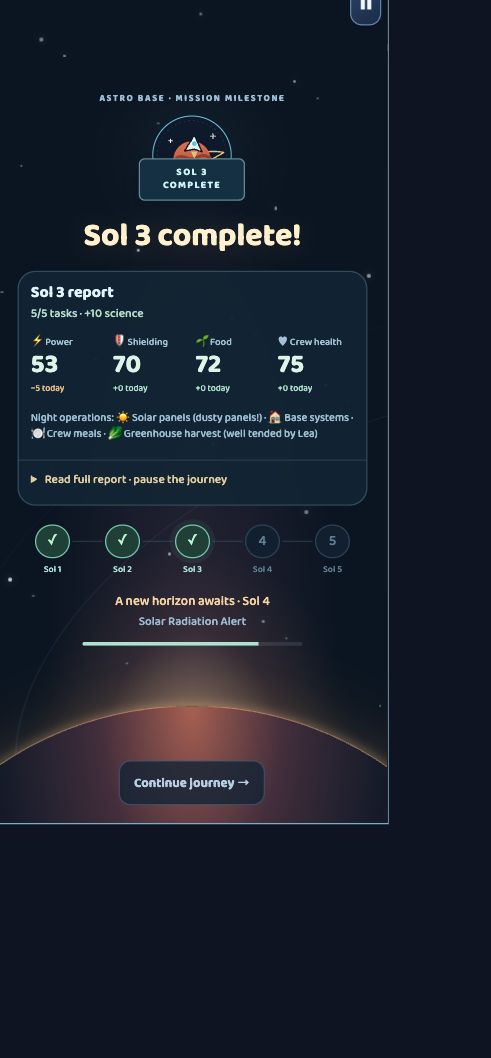 ASTRO BASE · MISSION MILESTONE
SOL 3
COMPLETE
Sol 3 complete!
Sol 3 report
5/5 tasks · +10 science
⚡ Power 🛡️ Shielding 🌱 Food 🩵 Crew health
53 70 72 75
−5 today +0 today +0 today +0 today
Night operations: ☀️ Solar panels (dusty panels!) · 🏠 Base systems ·
🍽️ Crew meals · 🌿 Greenhouse harvest (well tended by Lea)
▶ Read full report · pause the journey
✓ ✓ ✓ 4 5
Sol 1 Sol 2 Sol 3 Sol 4 Sol 5
A new horizon awaits · Sol 4
Solar Radiation Alert
Continue journey →